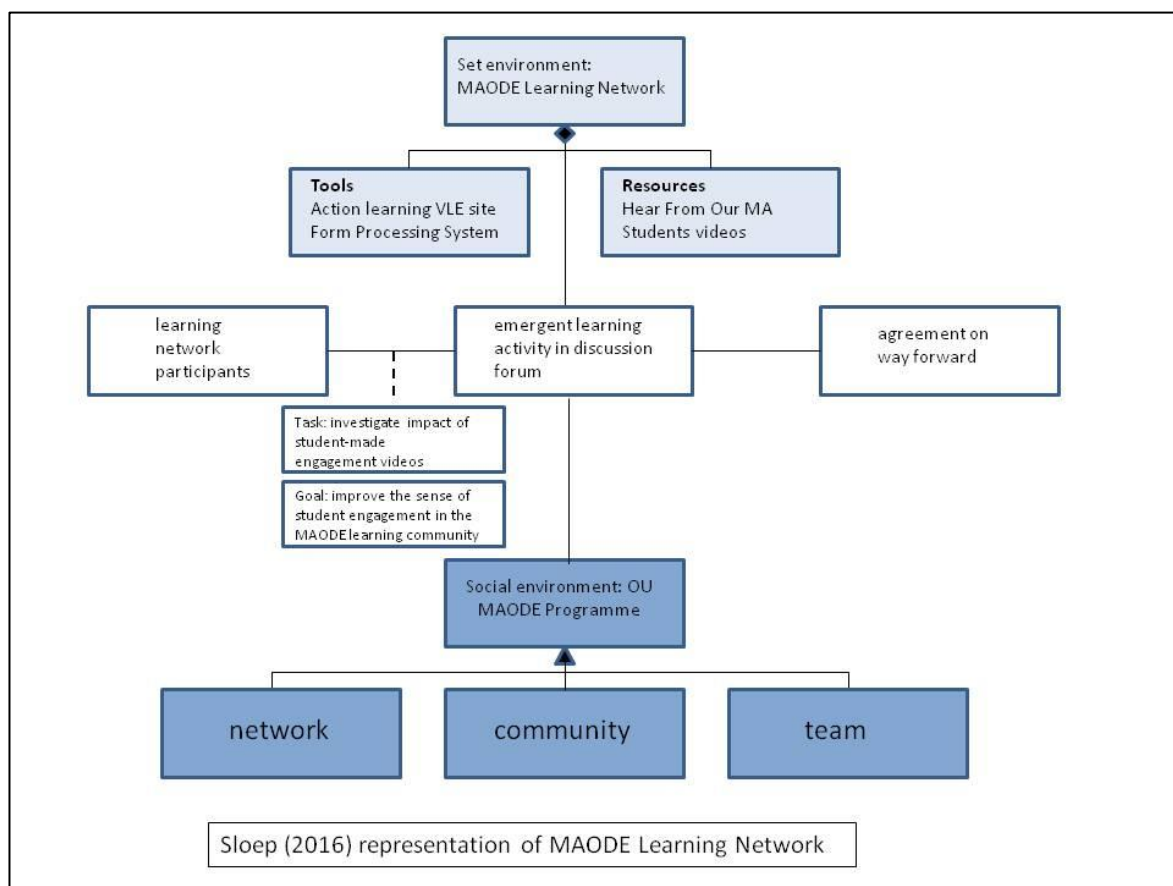 Set environment:
MAODE Learning Network
Tools
Action learning VLE site
Form Processing System
Resources
Hear From Our MA
Students videos
learning
network
participants
emergent learning
activity in discussion
forum
agreement on
way forward
Task: investigate impact of
student-made
engagement videos
Goal: improve the sense of
student engagement in the
MAODE learning community
Social environment: OU
MAODE Programme
network
community
team
Sloep (2016) representation of MAODE Learning Network